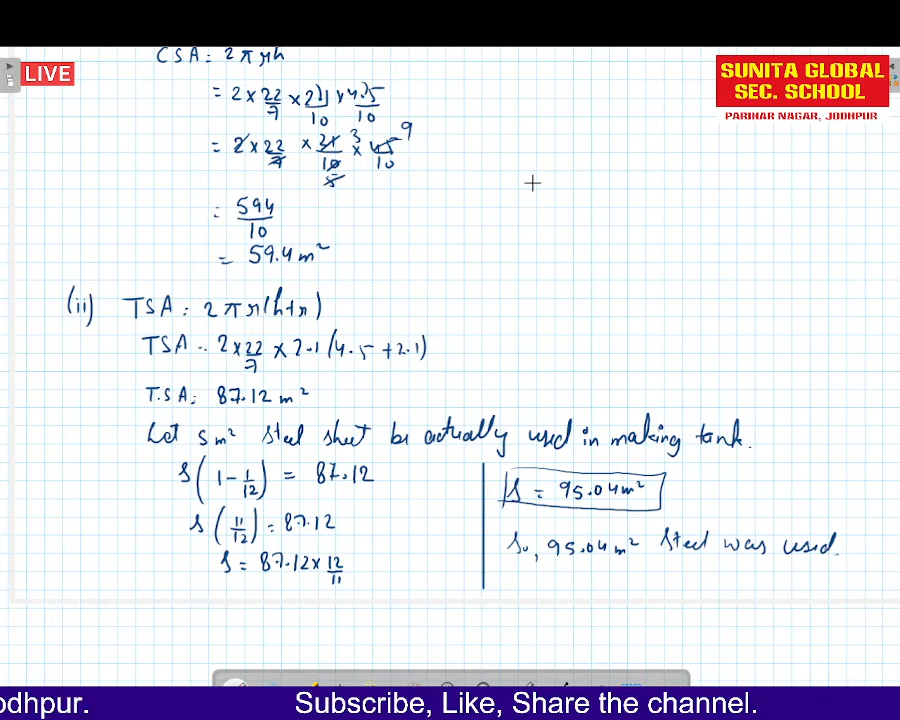 LIVE
SUNITA GLOBAL
SEC. SCHOOL
PARIHAR NAGAR, JODHPUR
CSA = 2πrh
= 2 × 22/7 × 21/10 × 45/10
= 2 × 22/7 × 21/10 3 × 45/10 9
5
= 594/10
= 59.4 m²
(ii) TSA = 2πr(h+r)
TSA = 2 × 22/7 × 2.1 (4.5 + 2.1)
T.S.A = 87.12 m²
Let S m² steel sheet be actually used in making tank.
S(1 - 1/12) = 87.12
S(11/12) = 87.12
S = 87.12 × 12/11
S = 95.04 m²
So, 95.04 m² steel was used.
odhpur.
Subscribe, Like, Share the channel.